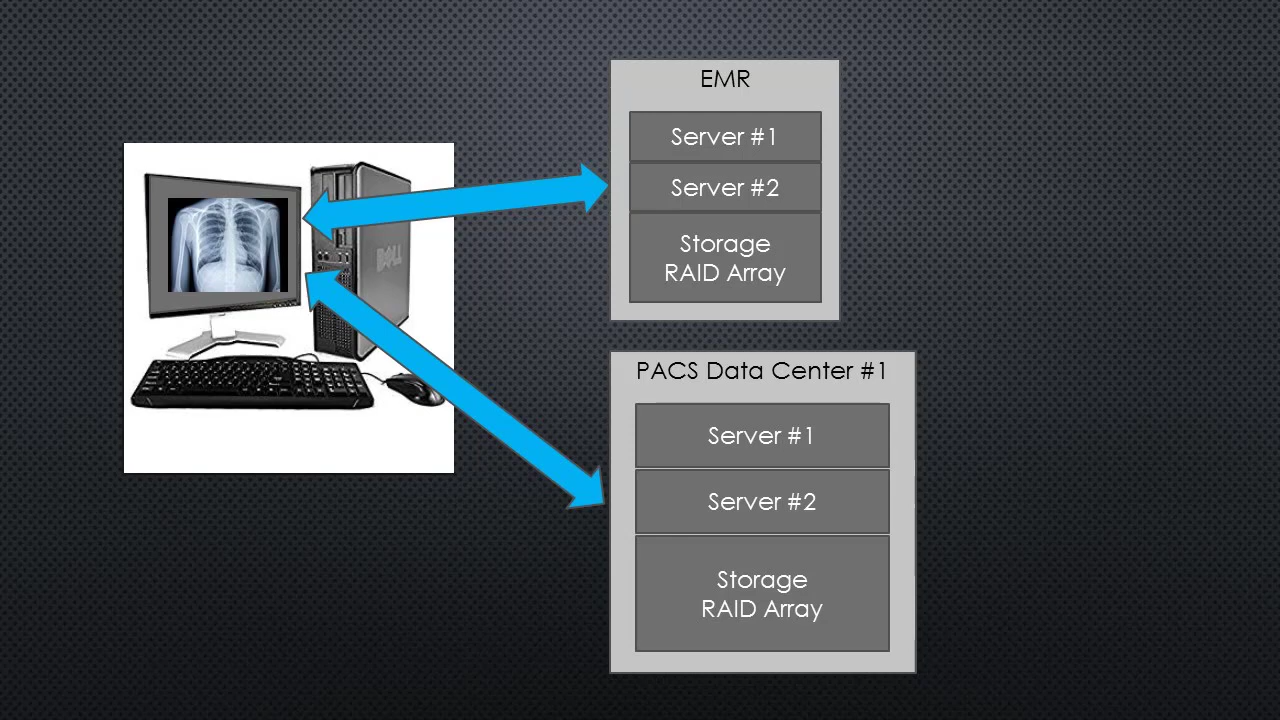 EMR
Server #1
Server #2
Storage
RAID Array
DELL
PACS Data Center #1
Server #1
Server #2
Storage
RAID Array